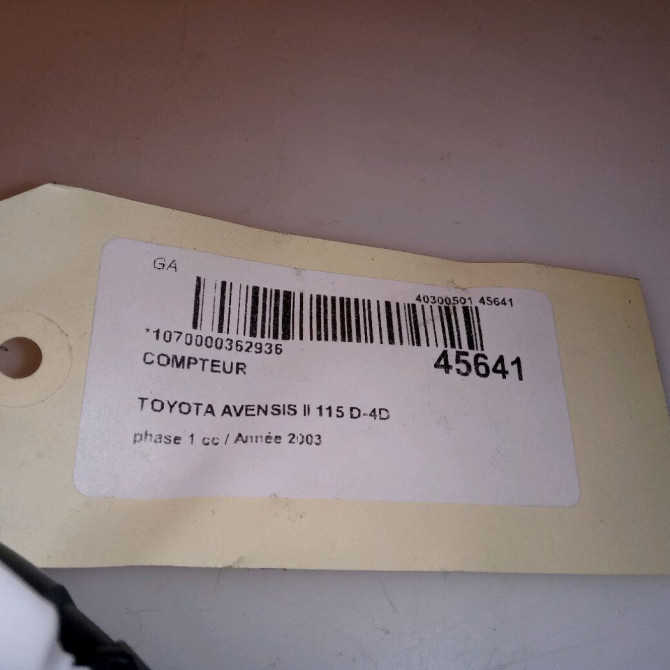 GA
40300501 45641
*1070000362936
45641
COMPTEUR
TOYOTA AVENSIS II 115 D-4D
phase 1 cc / Année 2003